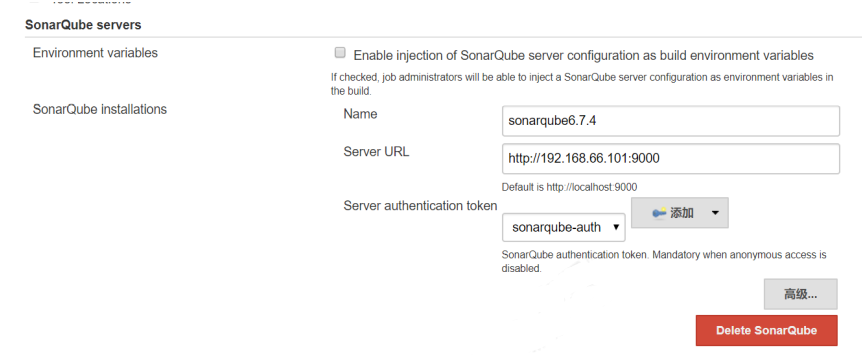 SonarQube servers
Environment variables
Enable injection of SonarQube server configuration as build environment variables
If checked, job administrators will be able to inject a SonarQube server configuration as environment variables in
the build.
SonarQube installations
Name
sonarqube6.7.4
Server URL
http://192.168.66.101:9000
Default is http://localhost:9000
Server authentication token
sonarqube-auth
添加
SonarQube authentication token. Mandatory when anonymous access is
disabled.
高级...
Delete SonarQube